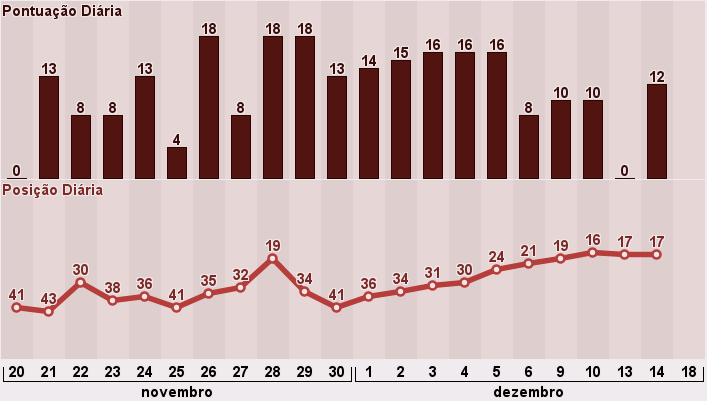 Pontuação Diária
0 13 8 8 13 4 18 8 18 18 13 14 15 16 16 16 8 10 10 0 12
Posição Diária
41 43 30 38 36 41 35 32 19 34 41 36 34 31 30 24 21 19 16 17 17
20 21 22 23 24 25 26 27 28 29 30 1 2 3 4 5 6 9 10 13 14 18
novembro dezembro